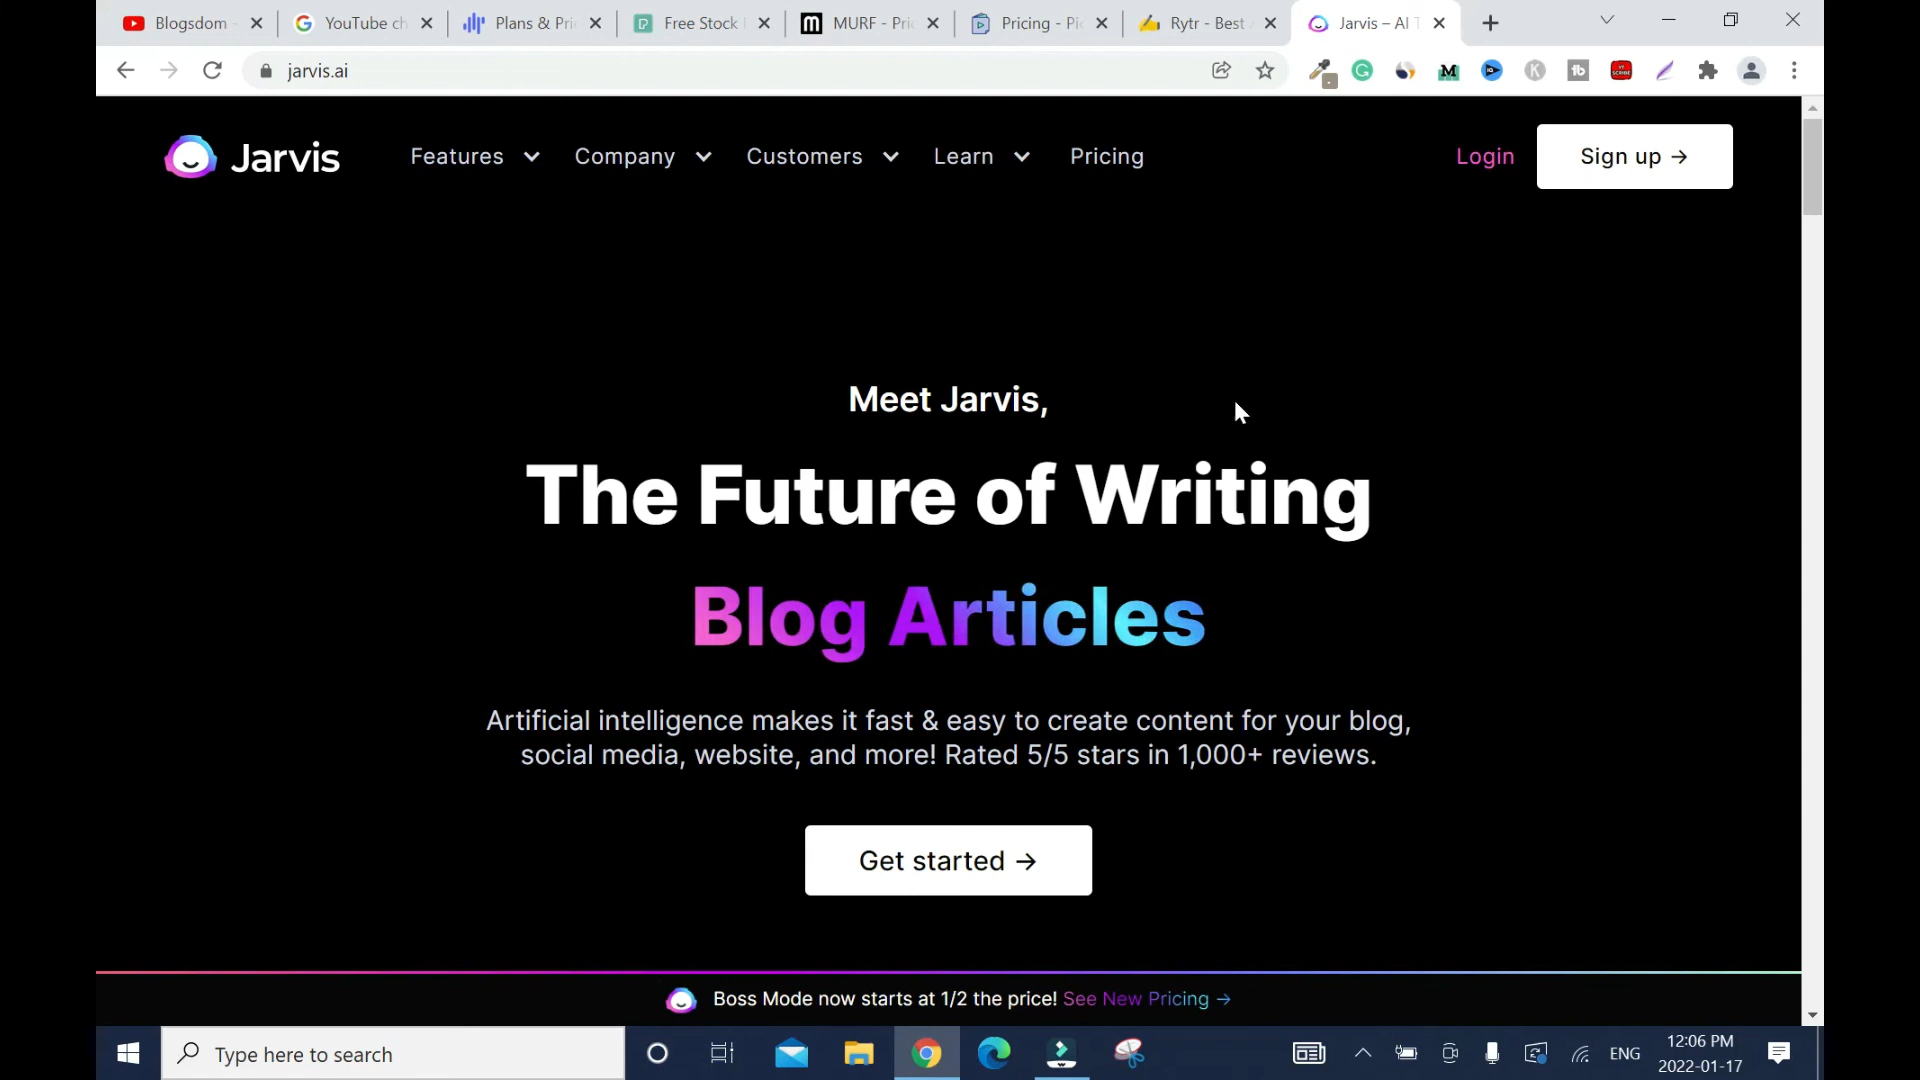 Blogsdom -
YouTube ch
Plans & Pri
Free Stock
MURF - Pri
Pricing - Pi
Rytr - Best
Jarvis – AI T
jarvis.ai
Jarvis
Features
Company
Customers
Learn
Pricing
Login
Sign up →
Meet Jarvis,
The Future of Writing
Blog Articles
Artificial intelligence makes it fast & easy to create content for your blog,
social media, website, and more! Rated 5/5 stars in 1,000+ reviews.
Get started →
Boss Mode now starts at 1/2 the price! See New Pricing →
Type here to search
ENG
12:06 PM
2022-01-17